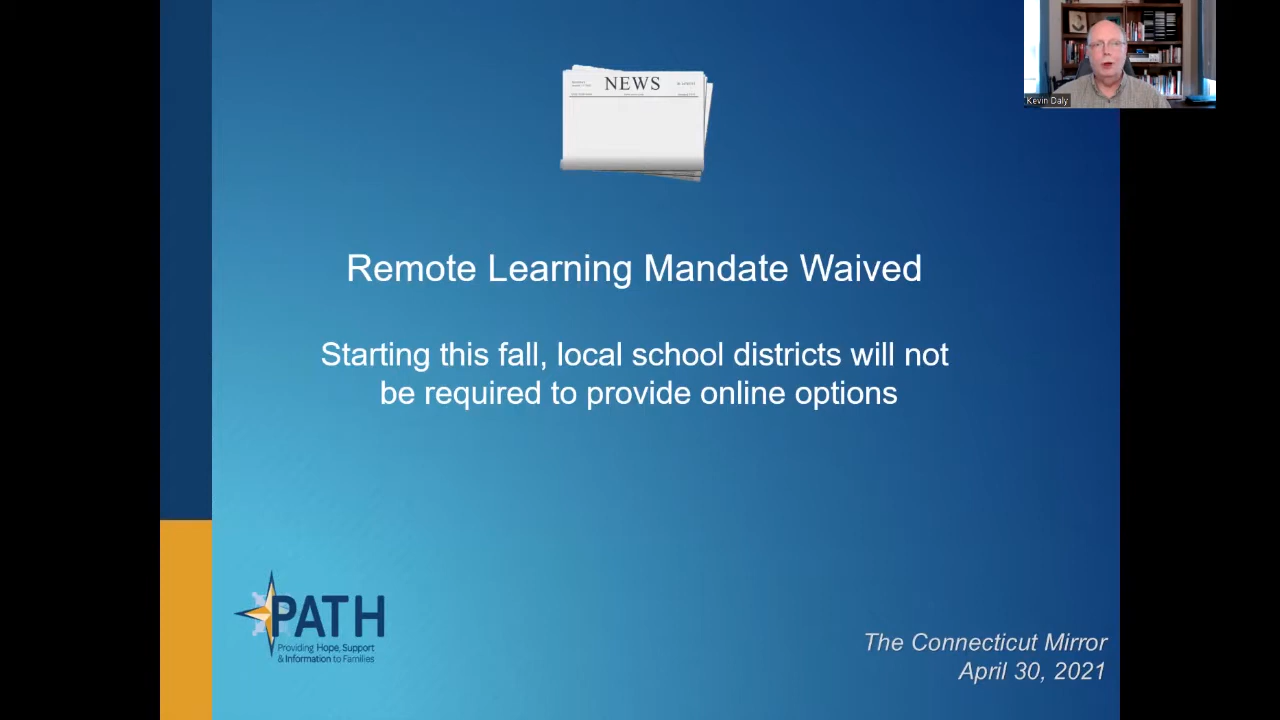 NEWS
Kevin Daly
Remote Learning Mandate Waived
Starting this fall, local school districts will not
be required to provide online options
PATH
Providing Hope, Support
& Information to Families
The Connecticut Mirror
April 30, 2021